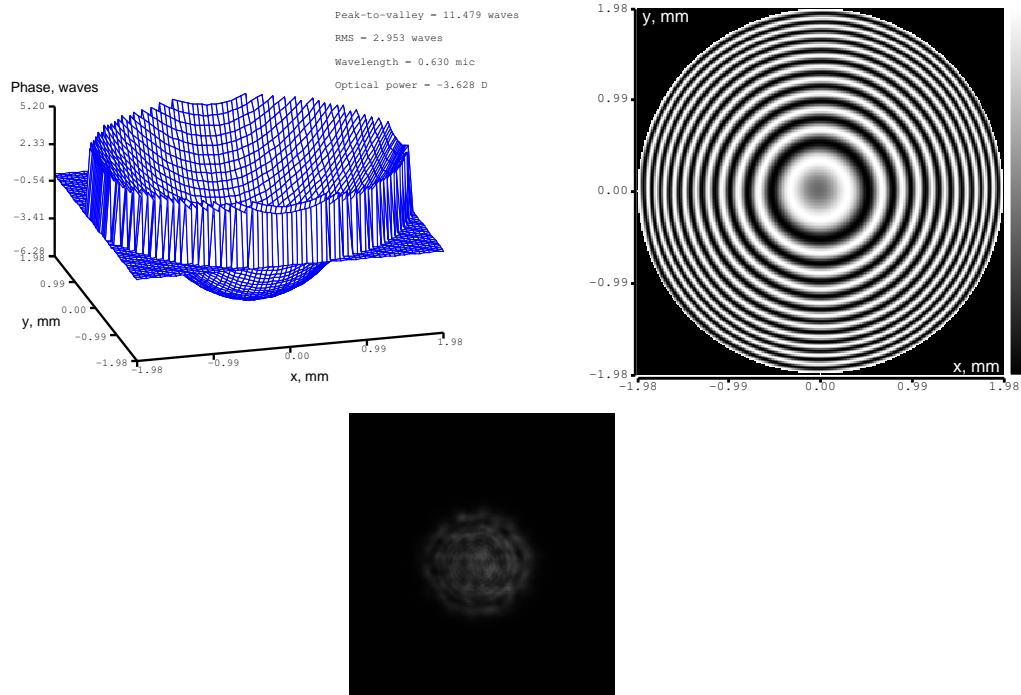 Peak-to-valley = 11.479 waves
RMS = 2.953 waves
Wavelength = 0.630 mic
Optical power = -3.628 D
Phase, waves
5.20
2.33
-0.54
-3.41
-6.28
1.98
0.99
0.00
y, mm
-0.99
-1.98
-1.98
-0.99
0.00
0.99
1.98
x, mm
1.98
y, mm
0.99
0.00
-0.99
-1.98
x, mm
-1.98
-0.99
0.00
0.99
1.98